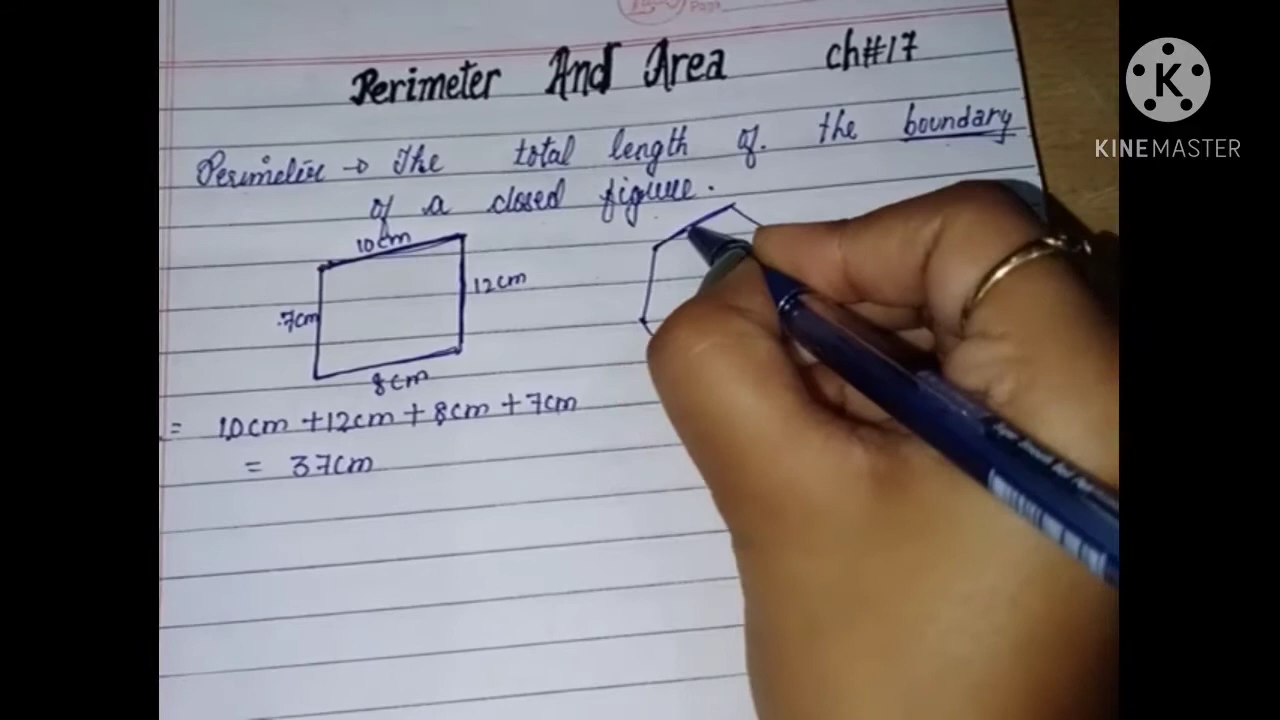 Page
Perimeter And Area ch#17
Perimeter → The total length of the boundary
of a closed figure.
10cm
12cm
7cm
8cm
= 10cm + 12cm + 8cm + 7cm
= 37cm
K
KINEMASTER